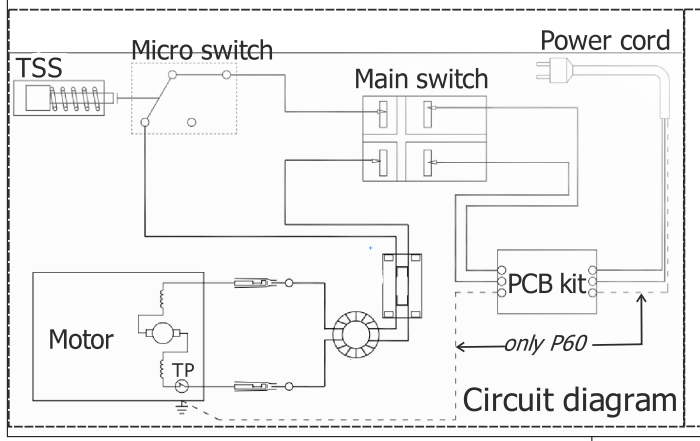 Power cord
Micro switch
TSS
Main switch
PCB kit
Motor
only P60
TP
Circuit diagram